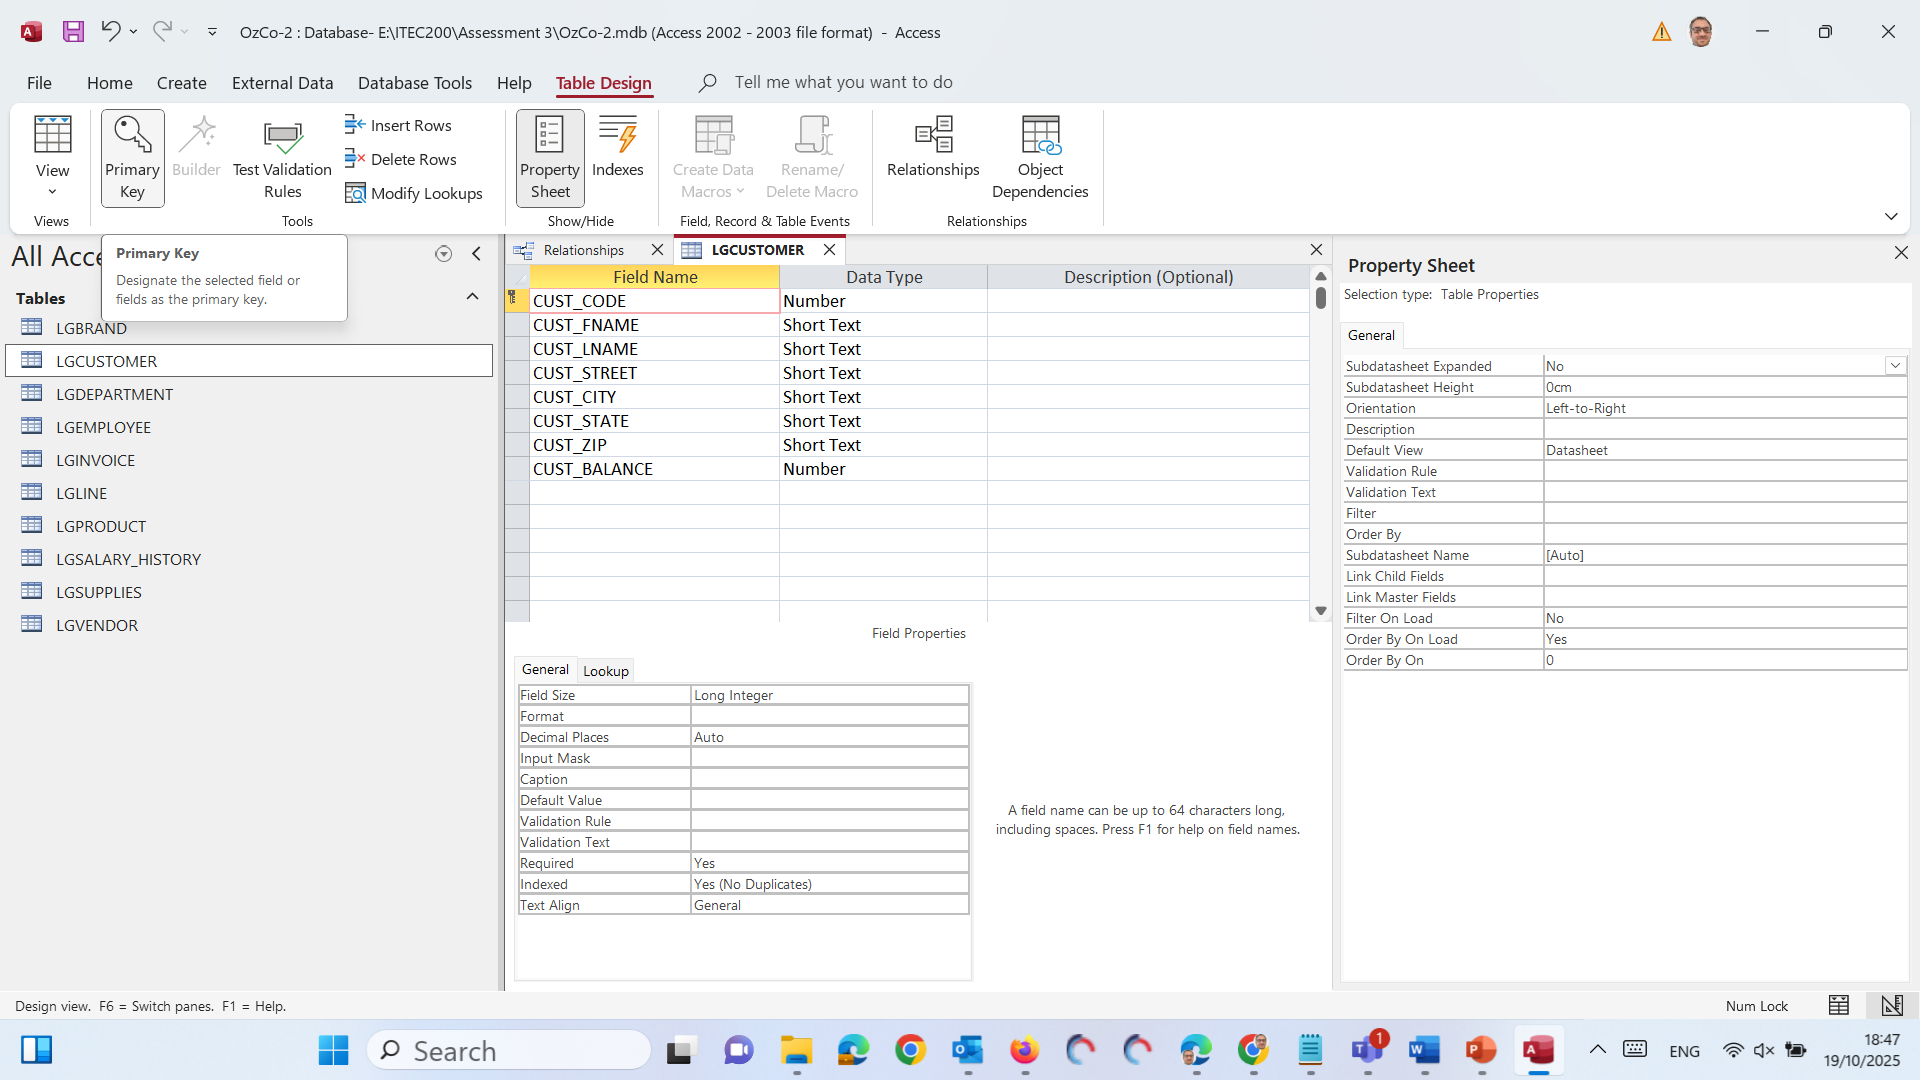 OzCo-2 : Database- E:\ITEC200\Assessment 3\OzCo-2.mdb (Access 2002 - 2003 file format) - Access
File Home Create External Data Database Tools Help Table Design Tell me what you want to do
View
Primary Key
Builder
Test Validation Rules
Insert Rows
Delete Rows
Modify Lookups
Property Sheet
Indexes
Create Data Macros
Rename/ Delete Macro
Relationships
Object Dependencies
Views
Tools
Show/Hide
Field, Record & Table Events
Relationships
All Acce
Primary Key
Designate the selected field or
fields as the primary key.
Tables
LGBRAND
LGCUSTOMER
LGDEPARTMENT
LGEMPLOYEE
LGINVOICE
LGLINE
LGPRODUCT
LGSALARY_HISTORY
LGSUPPLIES
LGVENDOR
Relationships LGCUSTOMER
Field Name Data Type Description (Optional)
CUST_CODE Number
CUST_FNAME Short Text
CUST_LNAME Short Text
CUST_STREET Short Text
CUST_CITY Short Text
CUST_STATE Short Text
CUST_ZIP Short Text
CUST_BALANCE Number
Field Properties
General Lookup
Field Size Long Integer
Format
Decimal Places Auto
Input Mask
Caption
Default Value
Validation Rule
Validation Text
Required Yes
Indexed Yes (No Duplicates)
Text Align General
A field name can be up to 64 characters long,
including spaces. Press F1 for help on field names.
Property Sheet
Selection type: Table Properties
General
Subdatasheet Expanded No
Subdatasheet Height 0cm
Orientation Left-to-Right
Description
Default View Datasheet
Validation Rule
Validation Text
Filter
Order By
Subdatasheet Name [Auto]
Link Child Fields
Link Master Fields
Filter On Load No
Order By On Load Yes
Order By On 0
Design view. F6 = Switch panes. F1 = Help.
Num Lock
Search
1
ENG
18:47
19/10/2025